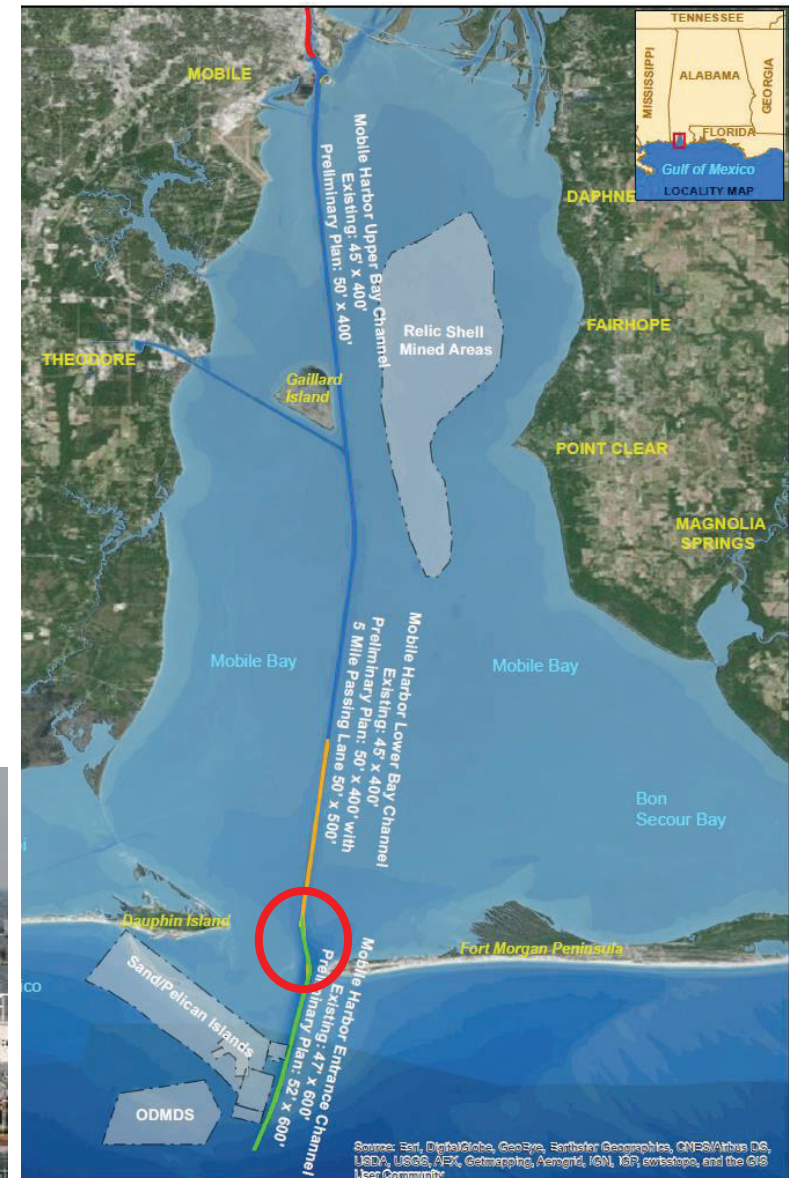 TENNESSEE
MISSISSIPPI
ALABAMA
GEORGIA
FLORIDA
Gulf of Mexico
LOCALITY MAP
MOBILE
Mobile Harbor Upper Bay Channel
Existing: 45' x 400'
Preliminary Plan: 50' x 400'
DAPHNE
Relic Shell
Mined Areas
FAIRHOPE
THEODORE
Gaillard
Island
POINT CLEAR
MAGNOLIA
SPRINGS
Mobile Harbor Lower Bay Channel
Existing: 45' x 400'
Preliminary Plan: 50' x 400' with
5 Mile Passing Lane 50' x 500'
Mobile Bay
Mobile Bay
Bon
Secour Bay
Dauphin Island
Fort Morgan Peninsula
Mobile Harbor Entrance Channel
Existing: 47' x 600'
Preliminary Plan: 52' x 600'
Sand/Pelican Islands
ico
ODMDS
Source: Esri, DigitalGlobe, GeoEye, Earthstar Geographics, CNES/Airbus DS,
USDA, USGS, AEX, Getmapping, Aerogrid, IGN, IGP, swisstopo, and the GIS
User Community